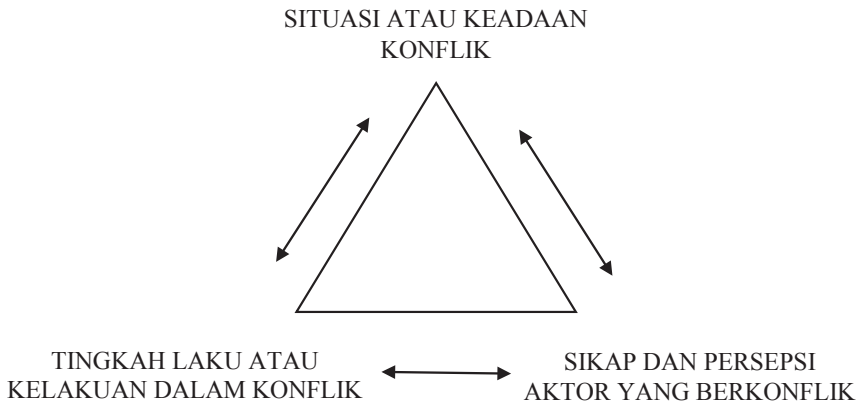 SITUASI ATAU KEADAAN
KONFLIK
TINGKAH LAKU ATAU
KELAKUAN DALAM KONFLIK
SIKAP DAN PERSEPSI
AKTOR YANG BERKONFLIK